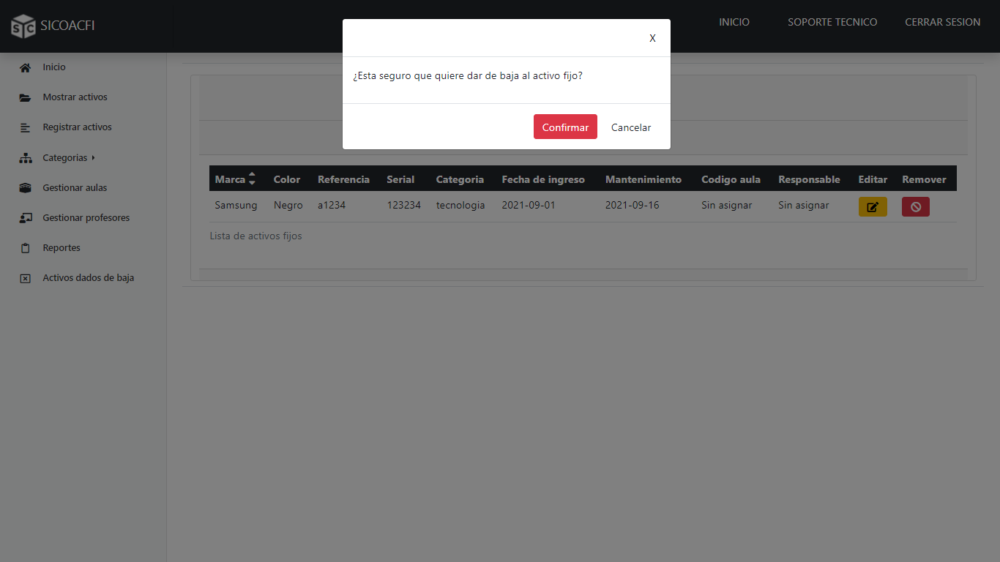 STC SICOACFI
INICIO SOPORTE TECNICO CERRAR SESION
X
¿Esta seguro que quiere dar de baja al activo fijo?
Confirmar Cancelar
Inicio
Mostrar activos
Registrar activos
Categorias
Gestionar aulas
Gestionar profesores
Reportes
Activos dados de baja
Marca Color Referencia Serial Categoria Fecha de ingreso Mantenimiento Codigo aula Responsable Editar Remover
Samsung Negro a1234 123234 tecnologia 2021-09-01 2021-09-16 Sin asignar Sin asignar
Lista de activos fijos